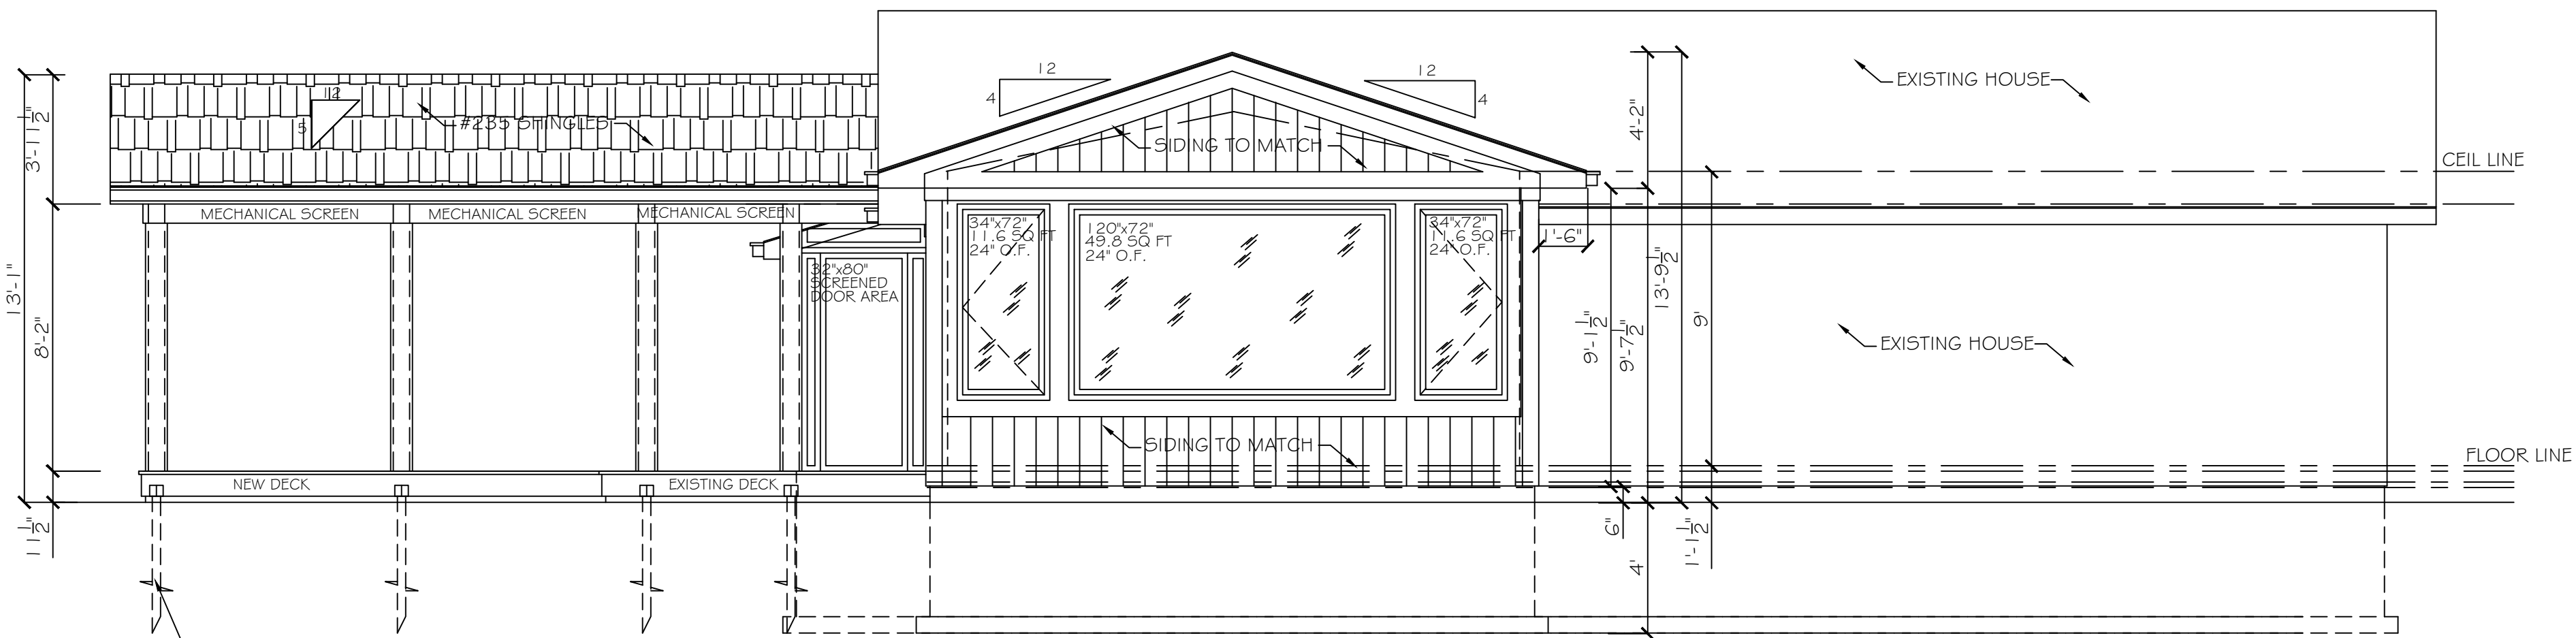 12
12
EXISTING HOUSE
4
4
12
5
#235 SHINGLES
SIDING TO MATCH
CEIL LINE
3'-11 1/2"
4'-2"
MECHANICAL SCREEN
MECHANICAL SCREEN
MECHANICAL SCREEN
34"x72"
11.6 SQ FT
24" O.F.
120"x72"
49.8 SQ FT
24" O.F.
34"x72"
11.6 SQ FT
24" O.F.
1'-6"
32"x80"
SCREENED
DOOR AREA
13'-1"
8'-2"
9'-1 1/2"
9'-7 1/2"
13'-9 1/2"
9'
EXISTING HOUSE
SIDING TO MATCH
FLOOR LINE
NEW DECK
EXISTING DECK
11 1/2"
6"
4'
1'-1 1/2"